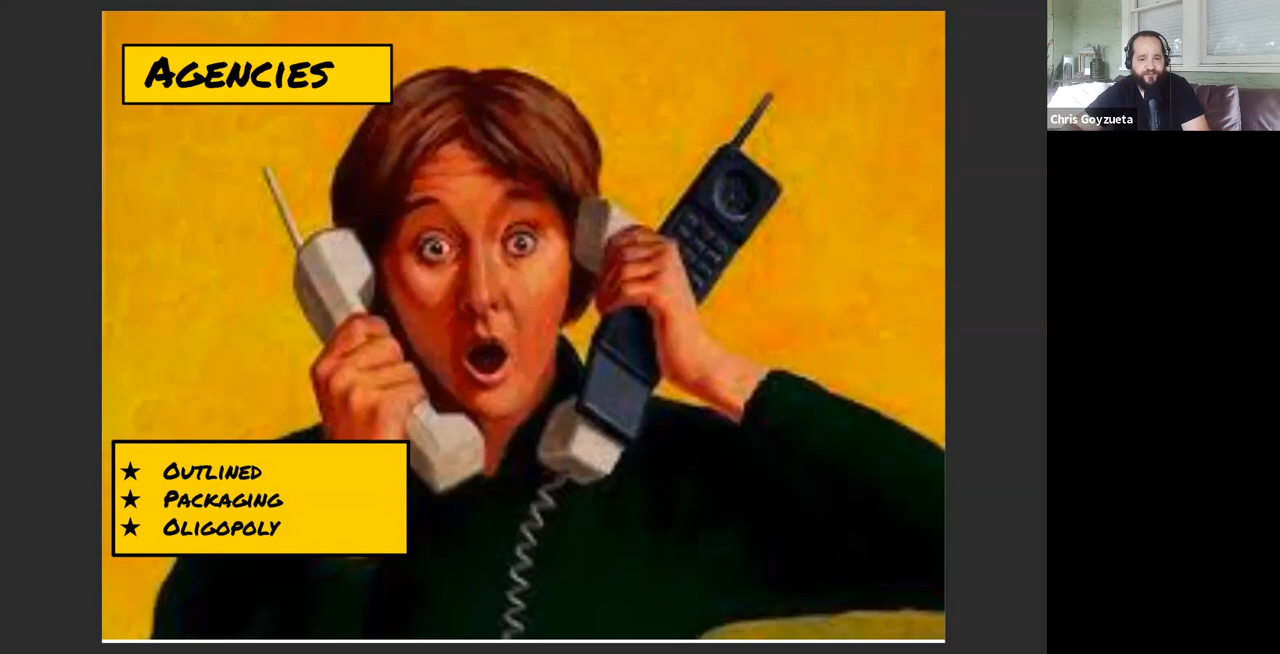 Agencies
Chris Goyzueta
★ Outlined
★ Packaging
★ Oligopoly